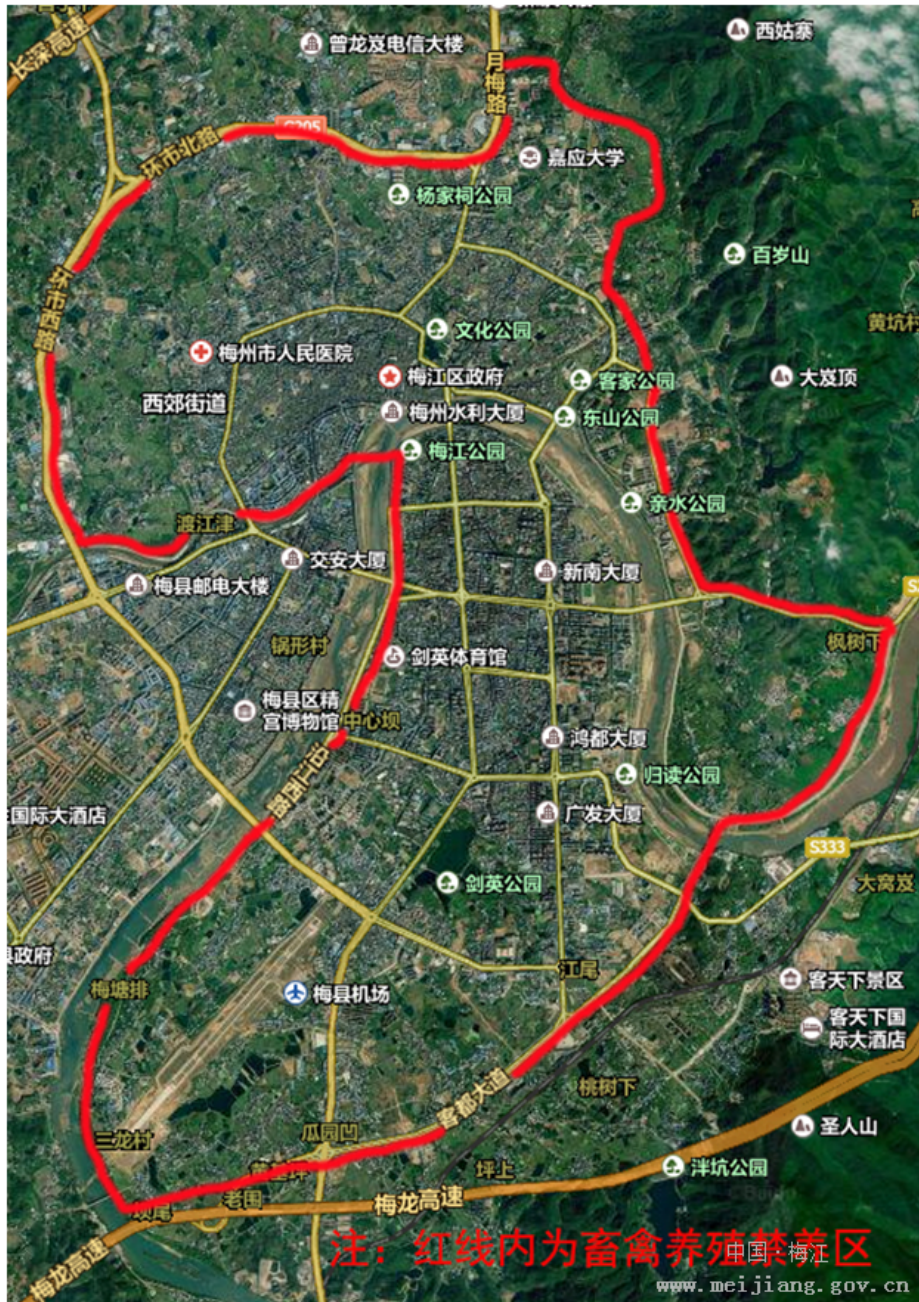 长深高速
曾龙岌电信大楼
月梅路
西姑寨
G205
环市北路
嘉应大学
杨家祠公园
百岁山
环市西路
文化公园
黄坑村
梅州市人民医院
梅江区政府
客家公园
大岌顶
西郊街道
梅州水利大厦
东山公园
梅江公园
亲水公园
渡江津
交安大厦
新南大厦
梅县邮电大楼
锅形村
剑英体育馆
枫树下
梅县区精
宫博物馆
中心坝
鸿都大厦
归读公园
国际大酒店
广发大厦
S333
剑英公园
大窝岌
县政府
江尾
梅塘排
梅县机场
客天下景区
客天下国
际大酒店
客都大道
桃树下
三龙村
瓜园凹
圣人山
坪上
泮坑公园
老围
梅龙高速
坝尾
梅龙高速
注：红线内为畜禽养殖禁养区
中国·梅江
www.meijiang.gov.cn